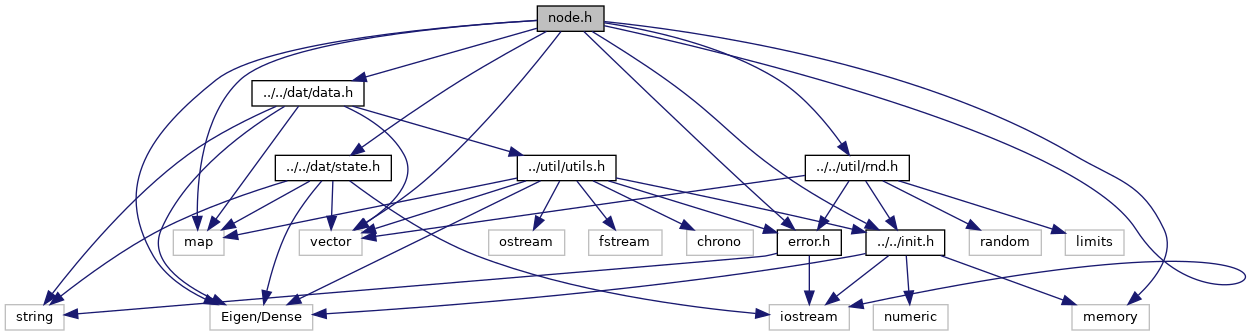 node.h
../../dat/data.h
../../dat/state.h
../util/utils.h
../../util/rnd.h
map
vector
ostream
fstream
chrono
error.h
../../init.h
random
limits
string
Eigen/Dense
iostream
numeric
memory